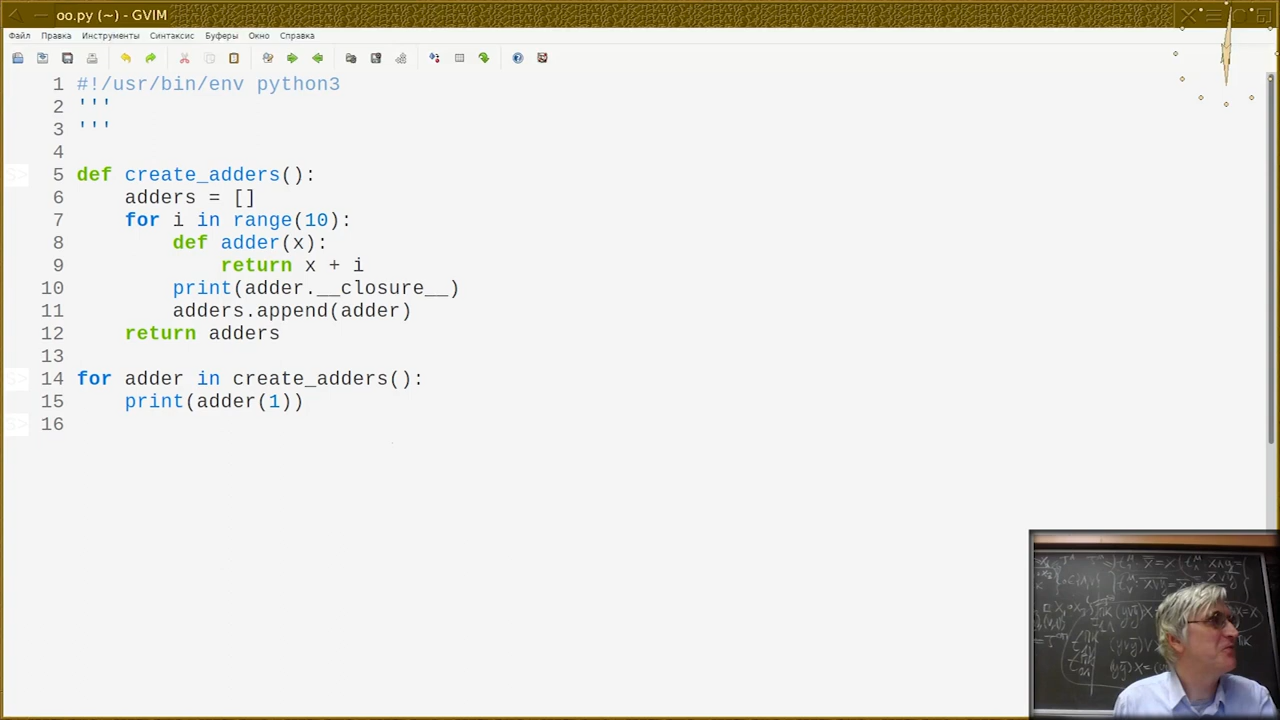 oo.py (~) - GVIM
Файл Правка Инструменты Синтаксис Буферы Окно Справка
1 #!/usr/bin/env python3
2 '''
3 '''
4
5 def create_adders():
6     adders = []
7     for i in range(10):
8         def adder(x):
9             return x + i
10         print(adder.__closure__)
11         adders.append(adder)
12     return adders
13
14 for adder in create_adders():
15     print(adder(1))
16